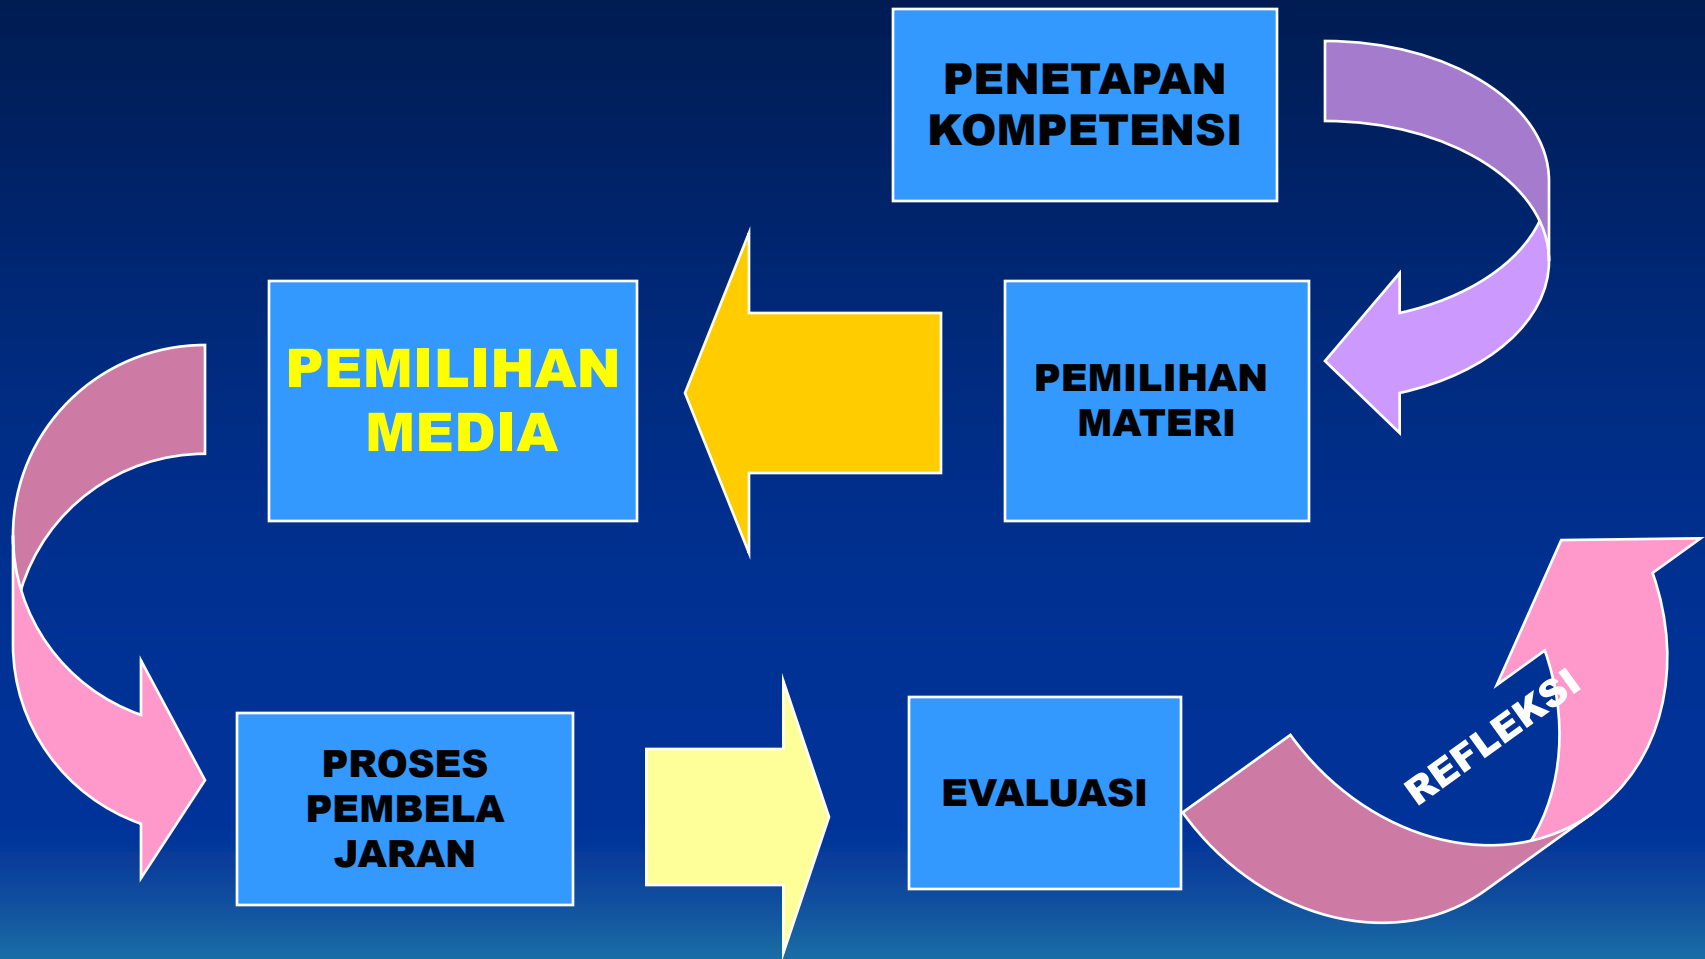 PENETAPAN
KOMPETENSI
PEMILIHAN
MATERI
PEMILIHAN
MEDIA
PROSES
PEMBELA
JARAN
EVALUASI
REFLEKSI